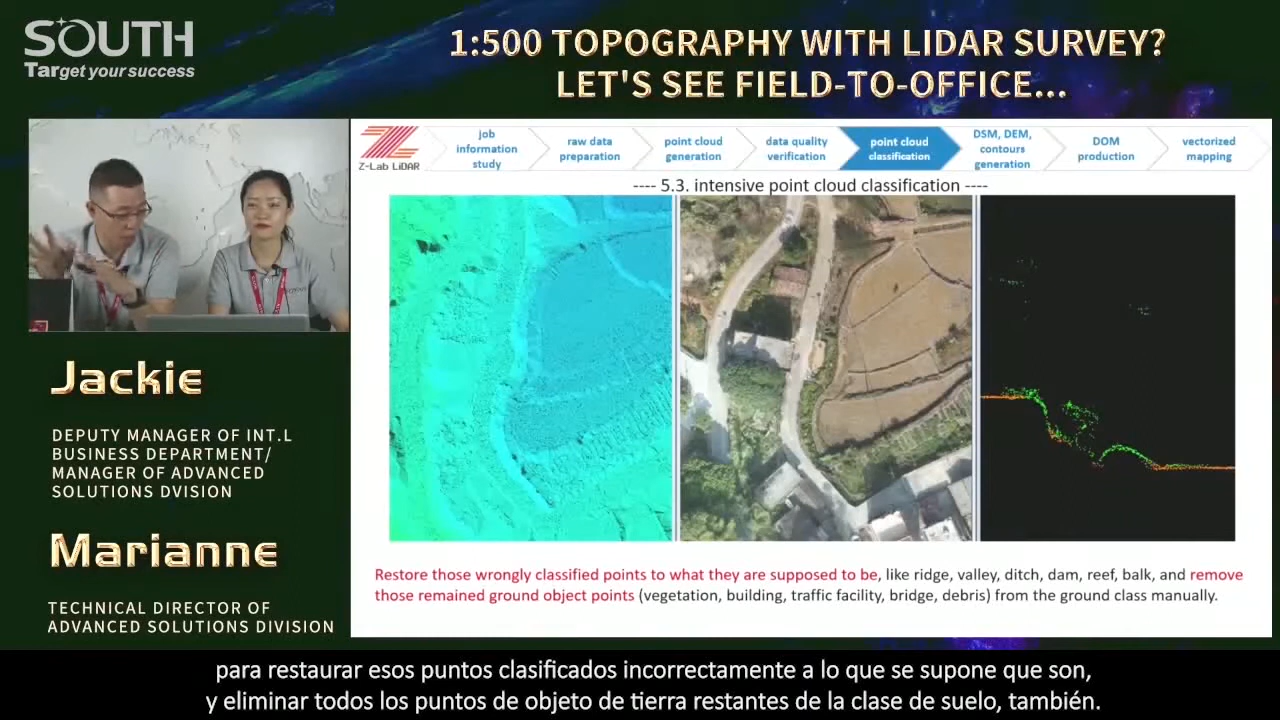 SOUTH
Target your success
1:500 TOPOGRAPHY WITH LIDAR SURVEY?
LET'S SEE FIELD-TO-OFFICE...
Z-Lab LiDAR
job
information
study
raw data
preparation
point cloud
generation
data quality
verification
point cloud
classification
DSM, DEM,
contours
generation
DOM
production
vectorized
mapping
---- 5.3. intensive point cloud classification ----
Jackie
DEPUTY MANAGER OF INT.L
BUSINESS DEPARTMENT/
MANAGER OF ADVANCED
SOLUTIONS DVISION
Marianne
TECHNICAL DIRECTOR OF
ADVANCED SOLUTIONS DIVISION
Restore those wrongly classified points to what they are supposed to be, like ridge, valley, ditch, dam, reef, balk, and remove
those remained ground object points (vegetation, building, traffic facility, bridge, debris) from the ground class manually.
para restaurar esos puntos clasificados incorrectamente a lo que se supone que son,
y eliminar todos los puntos de objeto de tierra restantes de la clase de suelo, también.